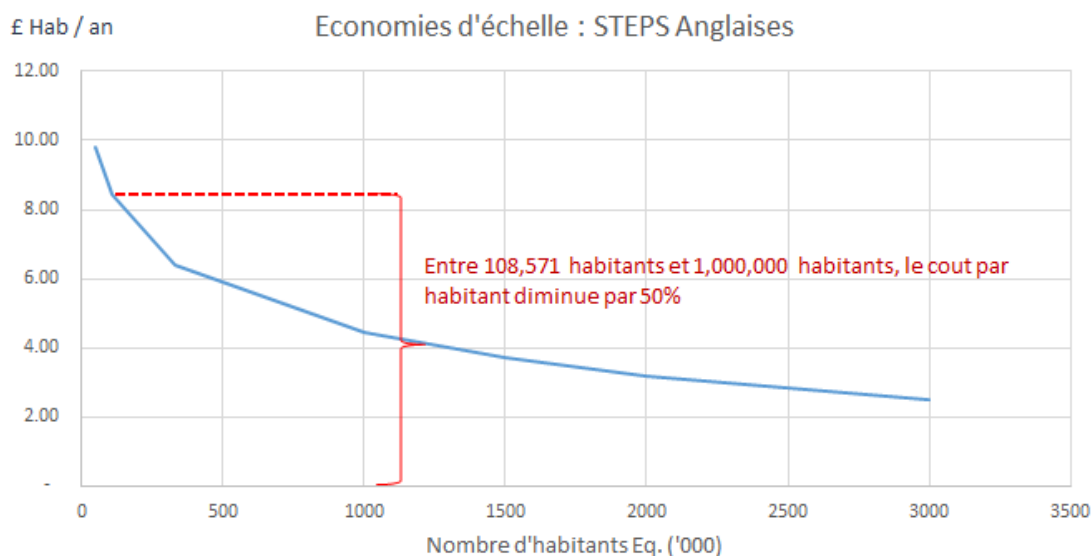 £ Hab / an
Economies d'échelle : STEPS Anglaises
12.00
10.00
8.00
6.00
4.00
2.00
-
Entre 108,571 habitants et 1,000,000 habitants, le cout par
habitant diminue par 50%
0 500 1000 1500 2000 2500 3000 3500
Nombre d'habitants Eq. ('000)